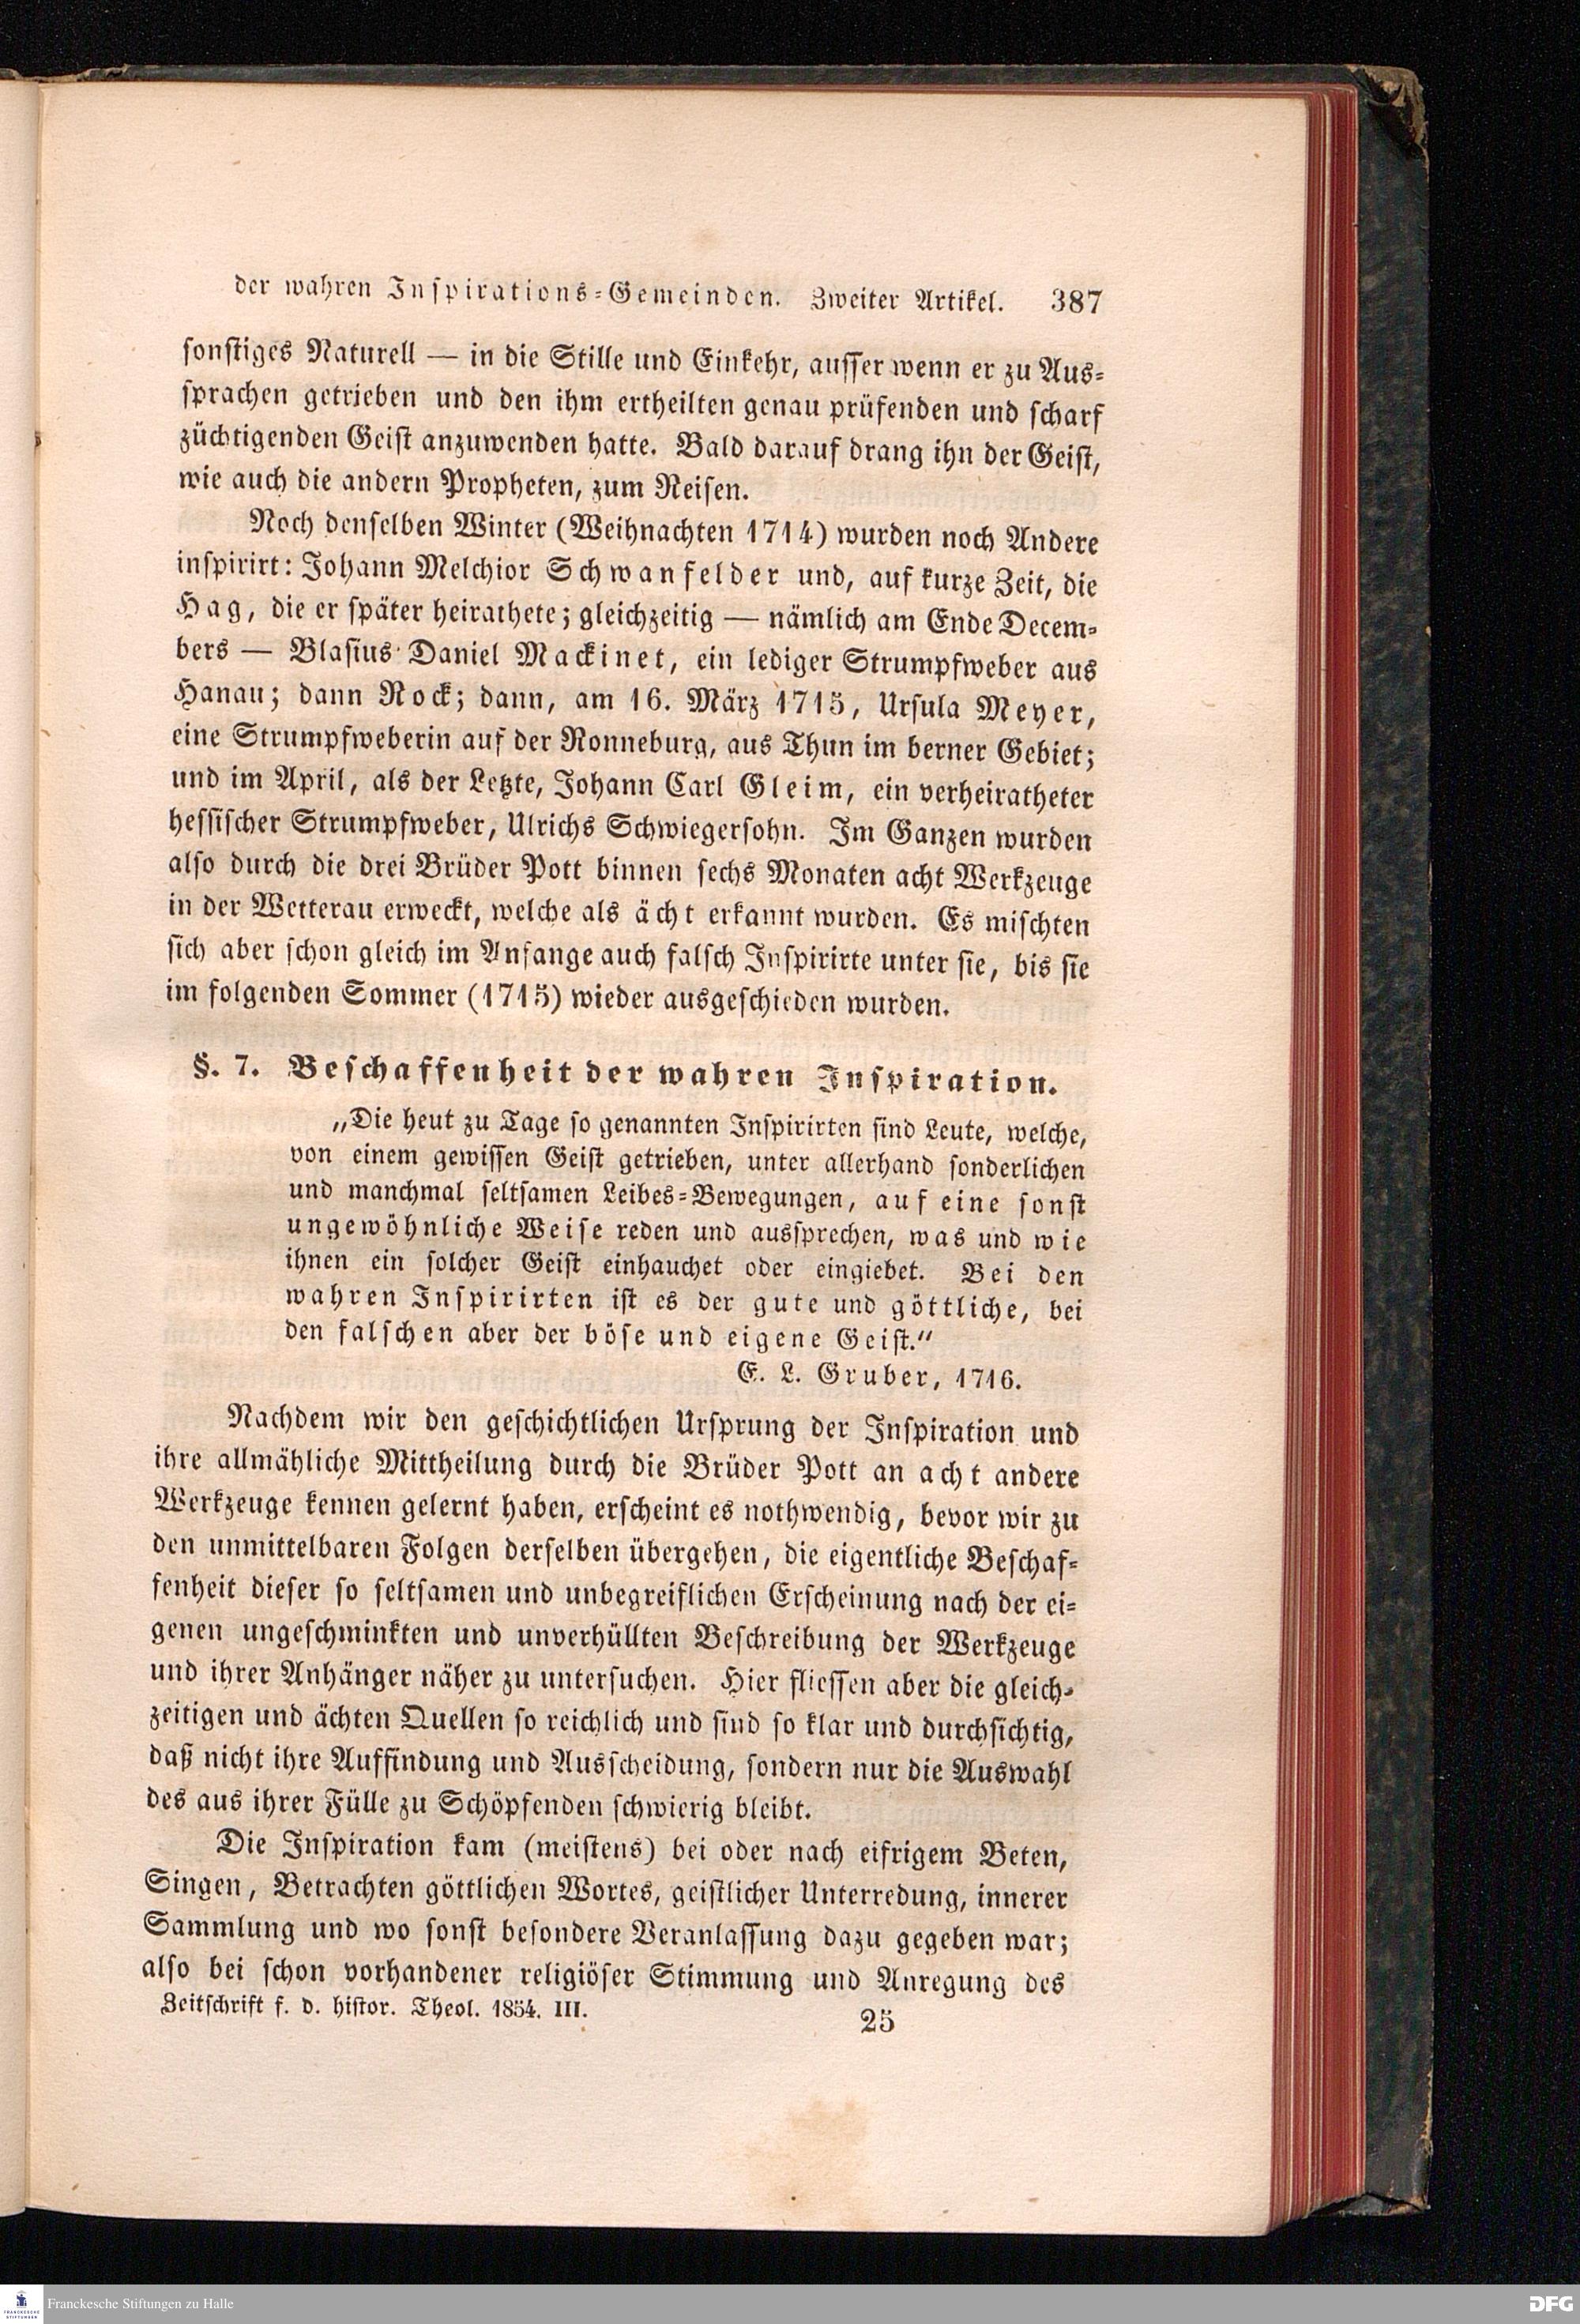 der wahren Inspirations-Gemeinden. Zweiter Artikel. 387
sonstiges Naturell — in die Stille und Einkehr, ausser wenn er zu Aus-
sprachen getrieben und den ihm ertheilten genau prüfenden und scharf
züchtigenden Geist anzuwenden hatte. Bald darauf drang ihn der Geist,
wie auch die andern Propheten, zum Reisen.
Noch denselben Winter (Weihnachten 1714) wurden noch Andere
inspirirt: Johann Melchior Schwanfelder und, auf kurze Zeit, die
Hag, die er später heirathete; gleichzeitig — nämlich am Ende Decem-
bers — Blasius Daniel Mackinet, ein lediger Strumpfweber aus
Hanau; dann Rock; dann, am 16. März 1715, Ursula Meyer,
eine Strumpfweberin auf der Ronneburg, aus Thun im berner Gebiet;
und im April, als der Letzte, Johann Carl Gleim, ein verheiratheter
hessischer Strumpfweber, Ulrichs Schwiegersohn. Im Ganzen wurden
also durch die drei Brüder Pott binnen sechs Monaten acht Werkzeuge
in der Wetterau erweckt, welche als ächt erkannt wurden. Es mischten
sich aber schon gleich im Anfange auch falsch Inspirirte unter sie, bis sie
im folgenden Sommer (1715) wieder ausgeschieden wurden.
§. 7. Beschaffenheit der wahren Inspiration.
„Die heut zu Tage so genannten Inspirirten sind Leute, welche,
von einem gewissen Geist getrieben, unter allerhand sonderlichen
und manchmal seltsamen Leibes-Bewegungen, auf eine sonst
ungewöhnliche Weise reden und aussprechen, was und wie
ihnen ein solcher Geist einhauchet oder eingiebet. Bei den
wahren Inspirirten ist es der gute und göttliche, bei
den falschen aber der böse und eigene Geist.“
E. L. Gruber, 1716.
Nachdem wir den geschichtlichen Ursprung der Inspiration und
ihre allmähliche Mittheilung durch die Brüder Pott an acht andere
Werkzeuge kennen gelernt haben, erscheint es nothwendig, bevor wir zu
den unmittelbaren Folgen derselben übergehen, die eigentliche Beschaf-
fenheit dieser so seltsamen und unbegreiflichen Erscheinung nach der ei-
genen ungeschminkten und unverhüllten Beschreibung der Werkzeuge
und ihrer Anhänger näher zu untersuchen. Hier fliessen aber die gleich-
zeitigen und ächten Quellen so reichlich und sind so klar und durchsichtig,
daß nicht ihre Auffindung und Ausscheidung, sondern nur die Auswahl
des aus ihrer Fülle zu Schöpfenden schwierig bleibt.
Die Inspiration kam (meistens) bei oder nach eifrigem Beten,
Singen, Betrachten göttlichen Wortes, geistlicher Unterredung, innerer
Sammlung und wo sonst besondere Veranlassung dazu gegeben war;
also bei schon vorhandener religiöser Stimmung und Anregung des
Zeitschrift f. d. histor. Theol. 1854. III. 25
FRANCKESCHE STIFTUNGEN
Franckesche Stiftungen zu Halle
DFG